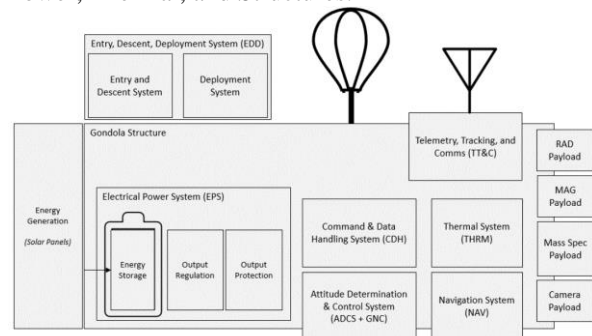 Entry, Descent, Deployment System (EDD)
Entry and
Descent System
Deployment
System
Gondola Structure
Telemetry, Tracking, and
Comms (TT&C)
RAD
Payload
MAG
Payload
Mass Spec
Payload
Camera
Payload
Energy
Generation
(Solar Panels)
Electrical Power System (EPS)
Energy
Storage
Output
Regulation
Output
Protection
Command & Data
Handling System (CDH)
Thermal System
(THRM)
Attitude Determination
& Control System
(ADCS + GNC)
Navigation System
(NAV)